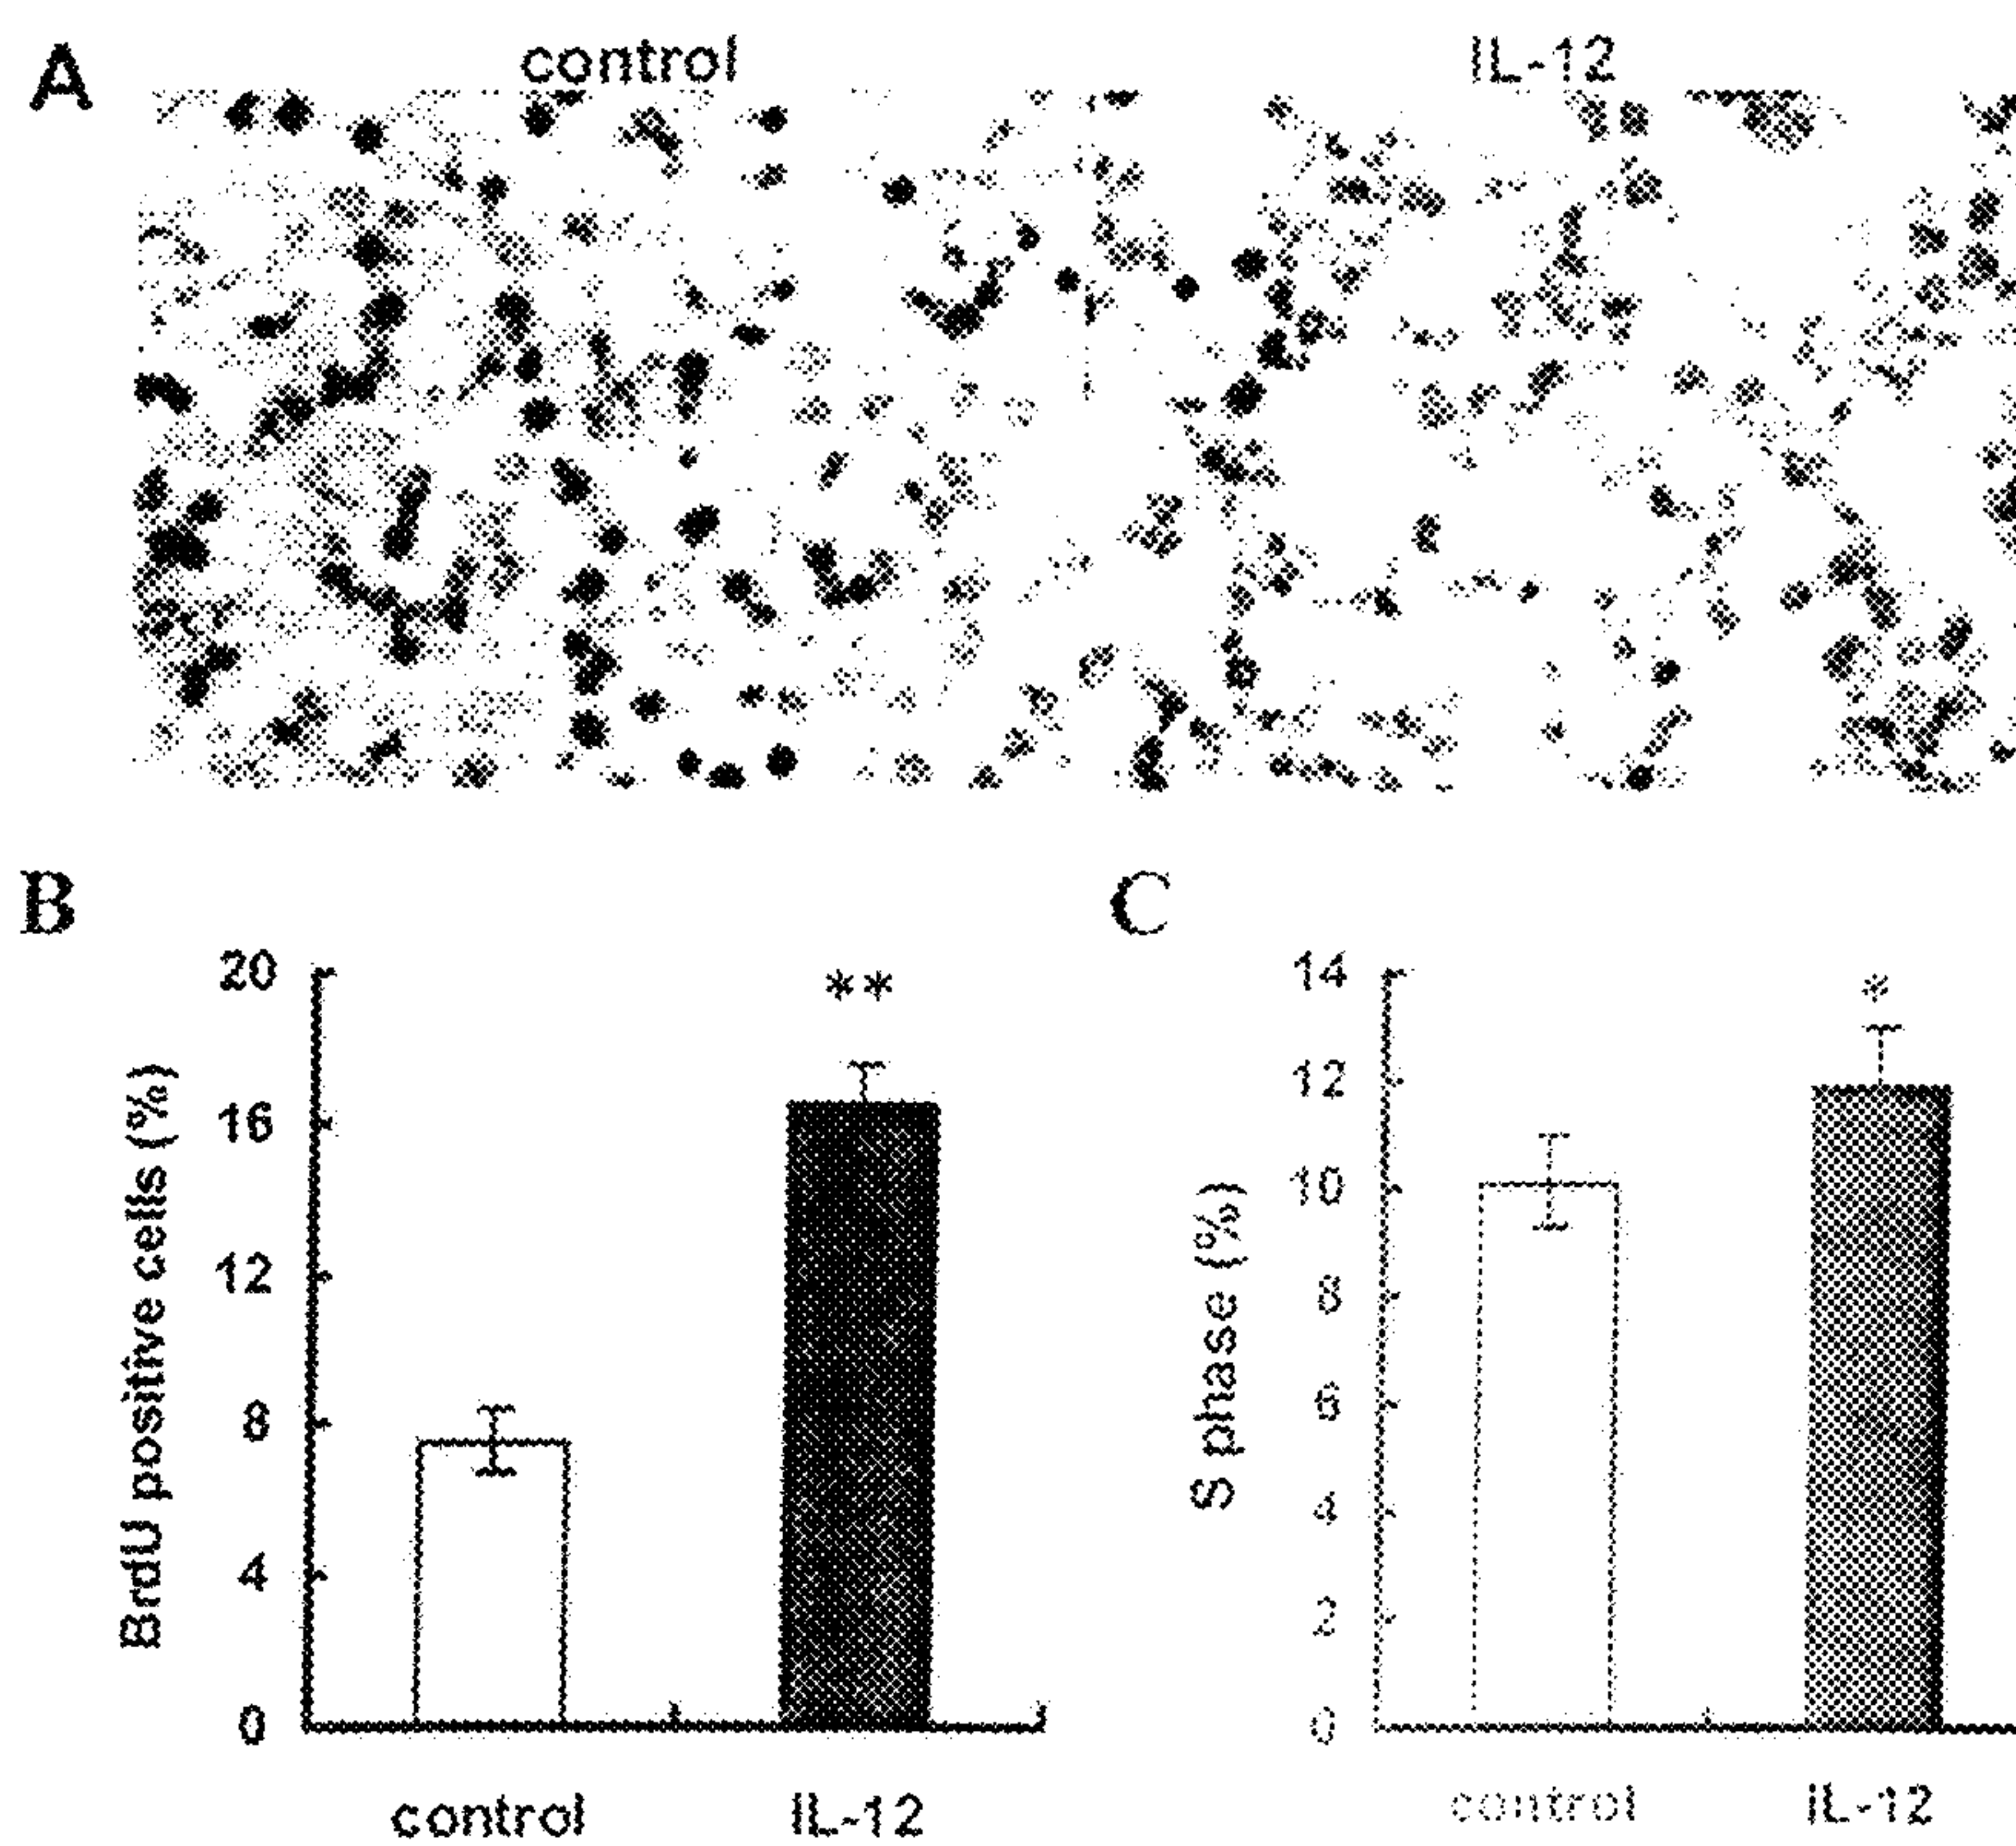 A
control
IL-12
B
C
20
16
12
8
4
0
BrdU positive cells (%)
**
control
IL-12
14
12
10
8
6
4
2
0
S phase (%)
*
control
IL-12